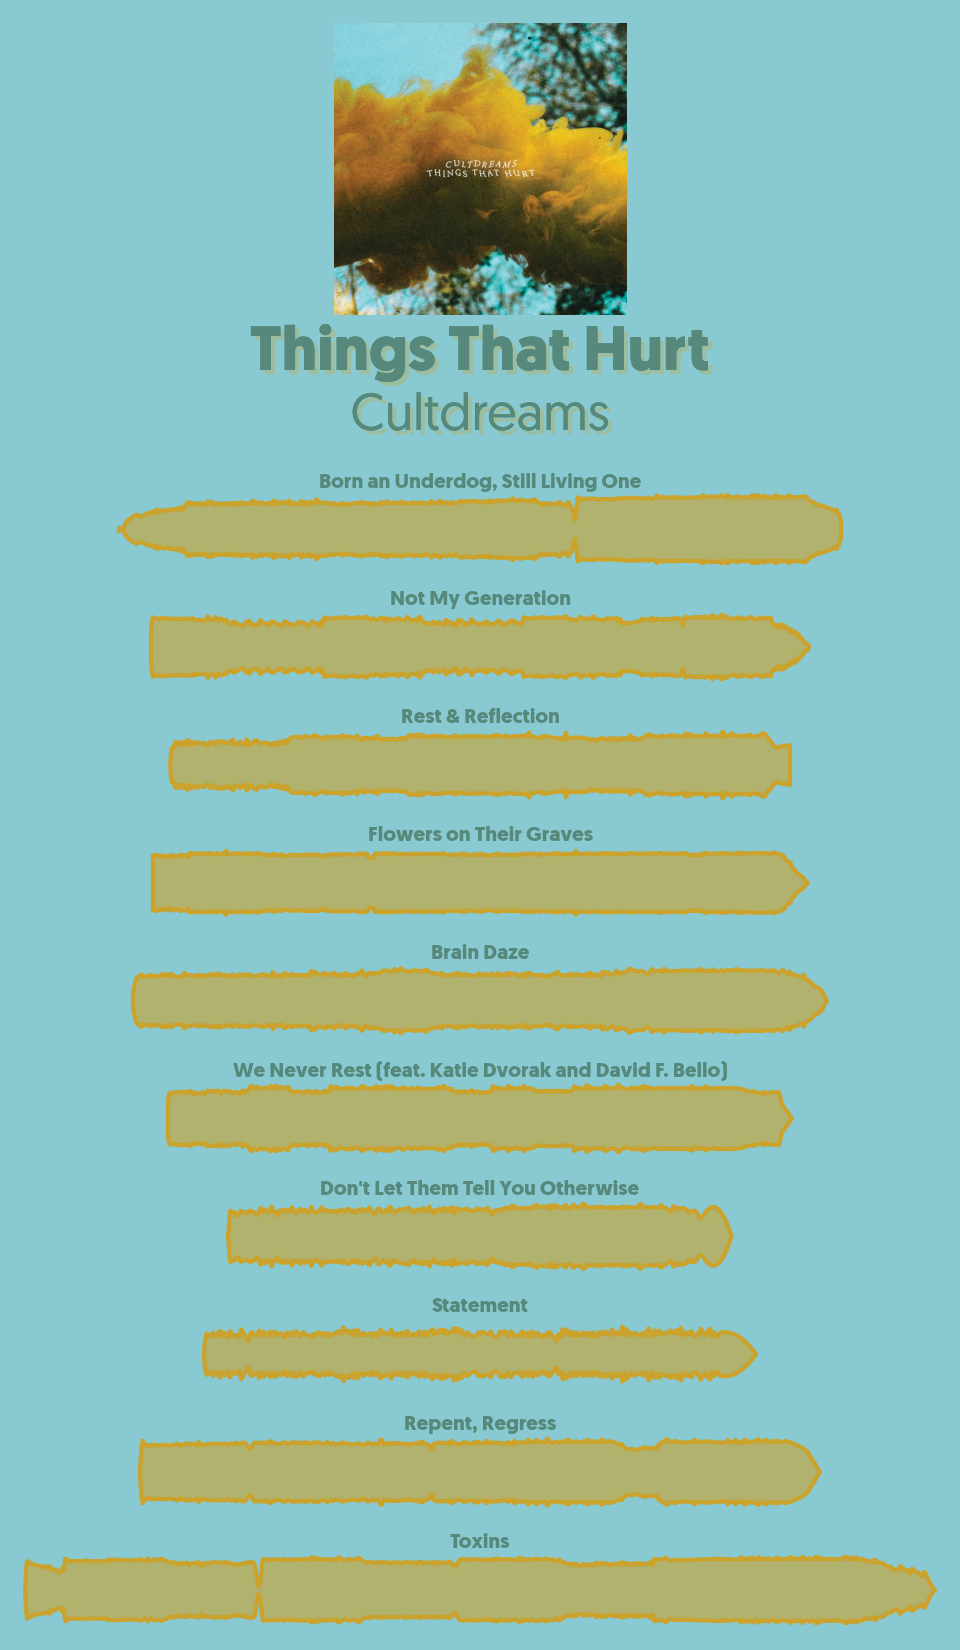 CULTDREAMS
THINGS THAT HURT
Things That Hurt
Cultdreams
Born an Underdog, Still Living One
Not My Generation
Rest & Reflection
Flowers on Their Graves
Brain Daze
We Never Rest (feat. Katie Dvorak and David F. Bello)
Don't Let Them Tell You Otherwise
Statement
Repent, Regress
Toxins